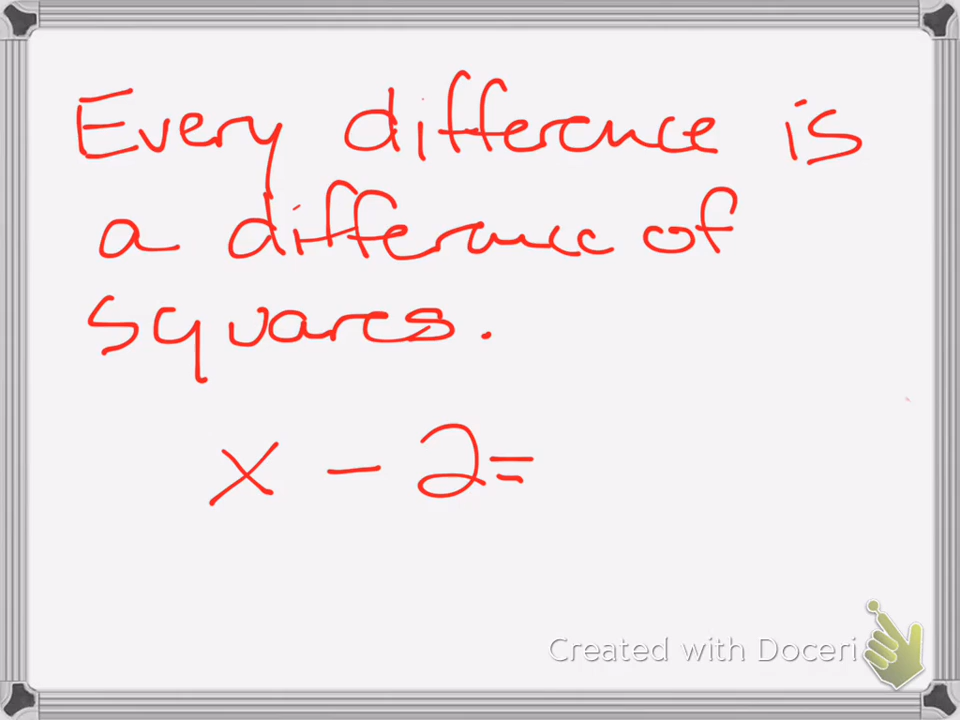 Every difference is
a difference of
squares.
x - 2=
Created with Doceri